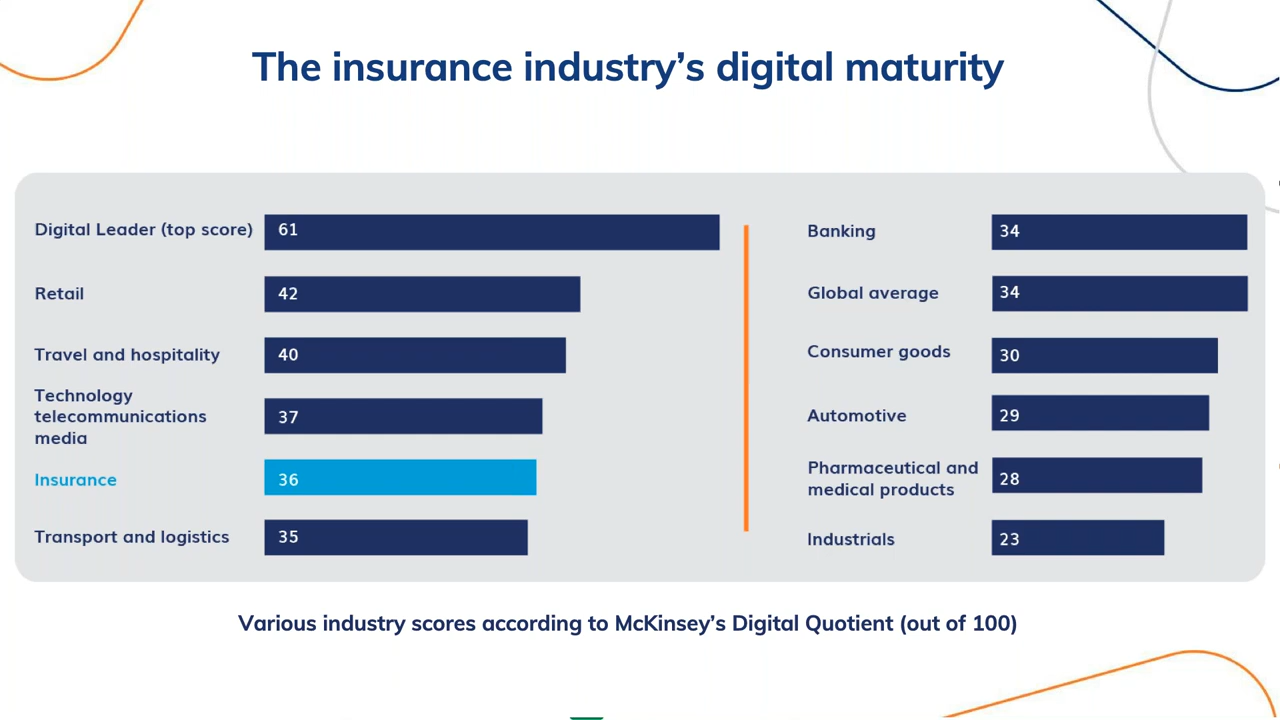 The insurance industry’s digital maturity
Digital Leader (top score)
61
Retail
42
Travel and hospitality
40
Technology
telecommunications
media
37
Insurance
36
Transport and logistics
35
Banking
34
Global average
34
Consumer goods
30
Automotive
29
Pharmaceutical and
medical products
28
Industrials
23
Various industry scores according to McKinsey’s Digital Quotient (out of 100)